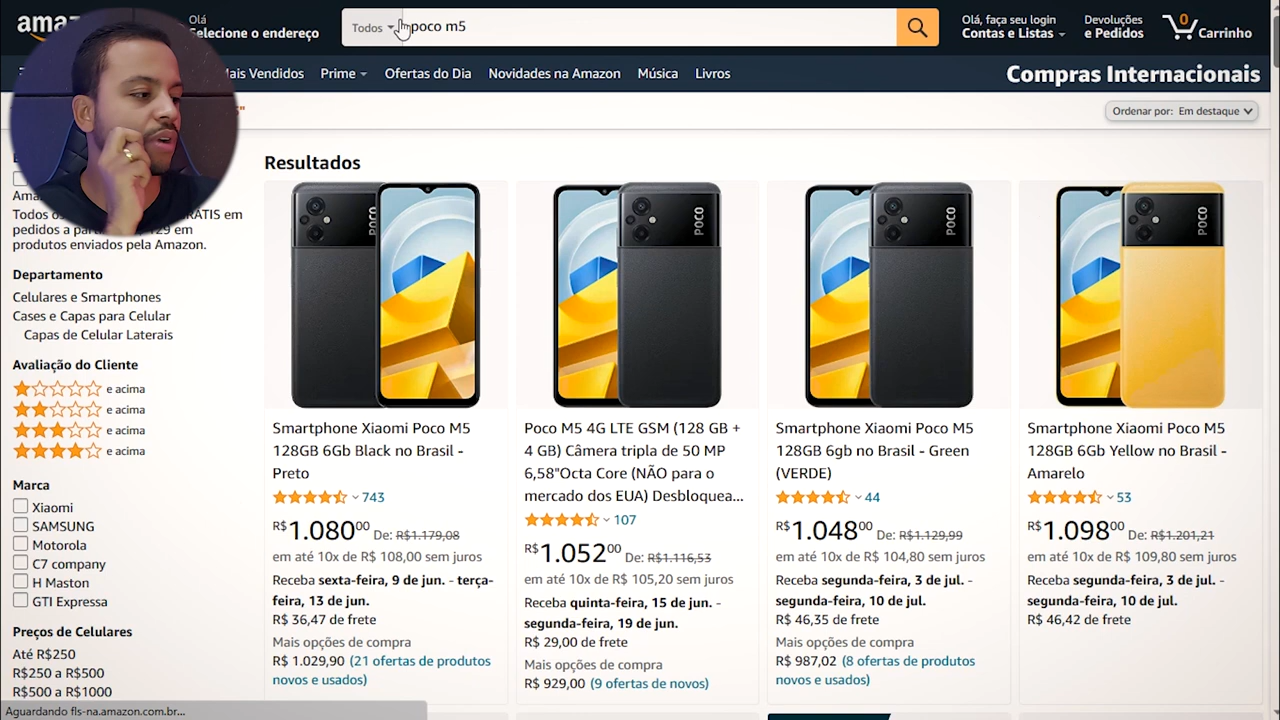 Olá
Selecione o endereço
Todos
poco m5
Olá, faça seu login
Contas e Listas
Devoluções
e Pedidos
0
Carrinho
Mais Vendidos
Prime
Ofertas do Dia
Novidades na Amazon
Música
Livros
Compras Internacionais
Ordenar por: Em destaque
Resultados
Todos os
GRÁTIS em
pedidos a
em
produtos enviados pela Amazon.
Departamento
Celulares e Smartphones
Cases e Capas para Celular
Capas de Celular Laterais
Avaliação do Cliente
e acima
e acima
e acima
e acima
Marca
Xiaomi
SAMSUNG
Motorola
C7 company
H Maston
GTI Expressa
Preços de Celulares
Até R$250
R$250 a R$500
R$500 a R$1000
POCO
Smartphone Xiaomi Poco M5
128GB 6Gb Black no Brasil -
Preto
743
R$1.08000 De: R$1.179,08
em até 10x de R$ 108,00 sem juros
Receba sexta-feira, 9 de jun. - terça-
feira, 13 de jun.
R$ 36,47 de frete
Mais opções de compra
R$ 1.029,90 (21 ofertas de produtos
novos e usados)
POCO
Poco M5 4G LTE GSM (128 GB +
4 GB) Câmera tripla de 50 MP
6,58"Octa Core (NÃO para o
mercado dos EUA) Desbloquea...
107
R$1.05200 De: R$1.116,53
em até 10x de R$ 105,20 sem juros
Receba quinta-feira, 15 de jun. -
segunda-feira, 19 de jun.
R$ 29,00 de frete
Mais opções de compra
R$ 929,00 (9 ofertas de novos)
POCO
Smartphone Xiaomi Poco M5
128GB 6gb no Brasil - Green
(VERDE)
44
R$1.04800 De: R$1.129,99
em até 10x de R$ 104,80 sem juros
Receba segunda-feira, 3 de jul. -
segunda-feira, 10 de jul.
R$ 46,35 de frete
Mais opções de compra
R$ 987,02 (8 ofertas de produtos
novos e usados)
POCO
Smartphone Xiaomi Poco M5
128GB 6Gb Yellow no Brasil -
Amarelo
53
R$1.09800 De: R$1.201,21
em até 10x de R$ 109,80 sem juros
Receba segunda-feira, 3 de jul. -
segunda-feira, 10 de jul.
R$ 46,42 de frete
Aguardando fls-na.amazon.com.br...